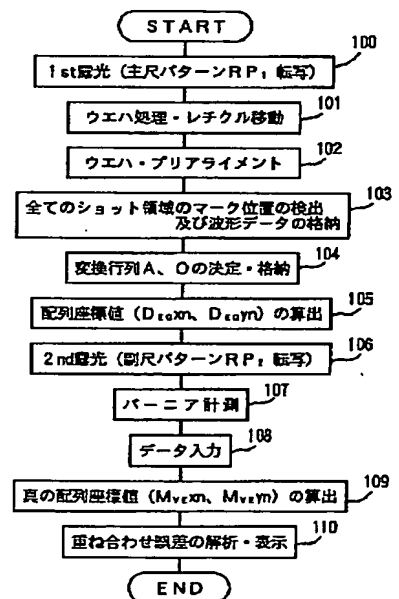 START
100
1st露光（主尺パターンRP₁転写）
101
ウエハ処理・レチクル移動
102
ウエハ・プリアライメント
103
全てのショット領域のマーク位置の検出
及び波形データの格納
104
変換行列A、Oの決定・格納
105
配列座標値（DEGxn、DEGyn）の算出
106
2nd露光（副尺パターンRP₂転写）
107
バーニア計測
108
データ入力
109
真の配列座標値（MVExn、MVEyn）の算出
110
重ね合わせ誤差の解析・表示
END